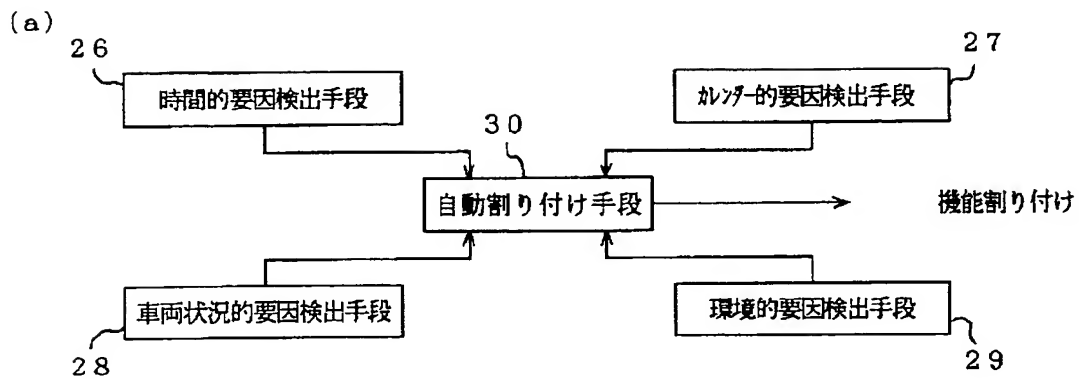 (a)
26
27
時間的要因検出手段
カレンダー的要因検出手段
30
自動割り付け手段
機能割り付け
車両状況的要因検出手段
環境的要因検出手段
28
29